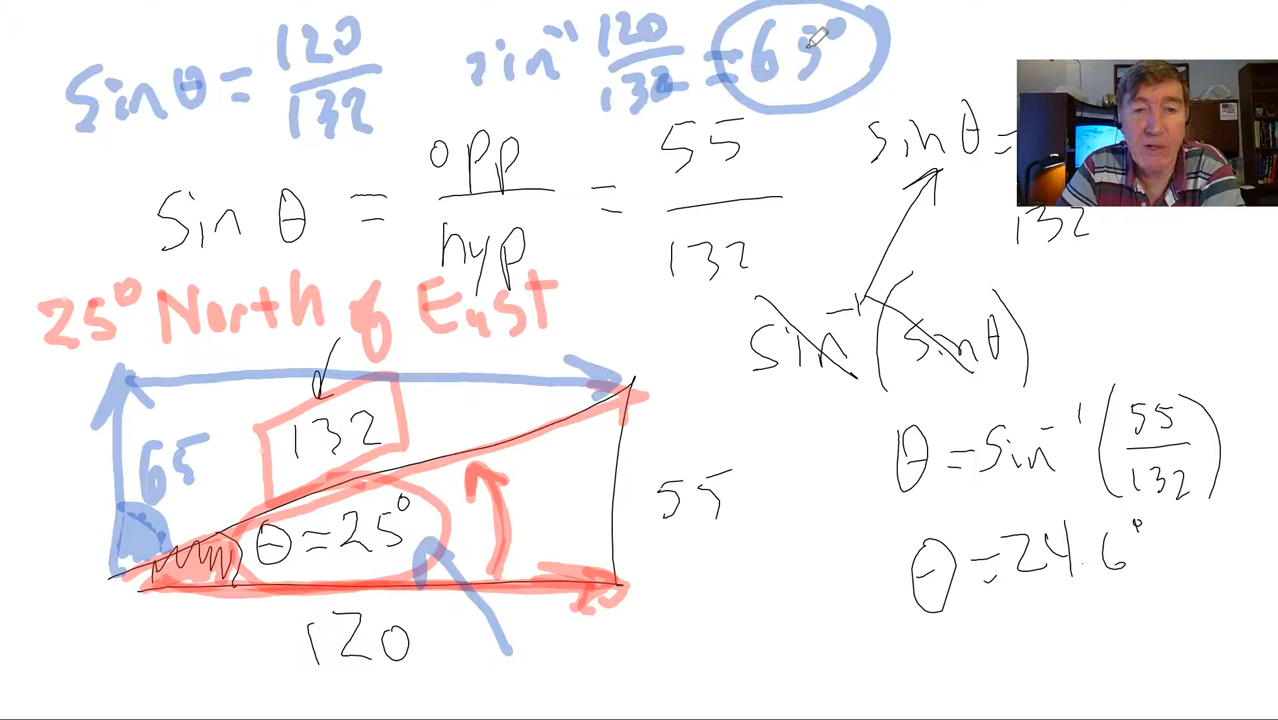 sin θ = 120/132
sin⁻¹ 120/132 = 65°
sin θ = opp/hyp = 55/132
sin θ =
132
25° North of East
sin⁻¹(sin θ)
132
65
θ = 25°
55
120
θ = sin⁻¹(55/132)
θ = 24.6°